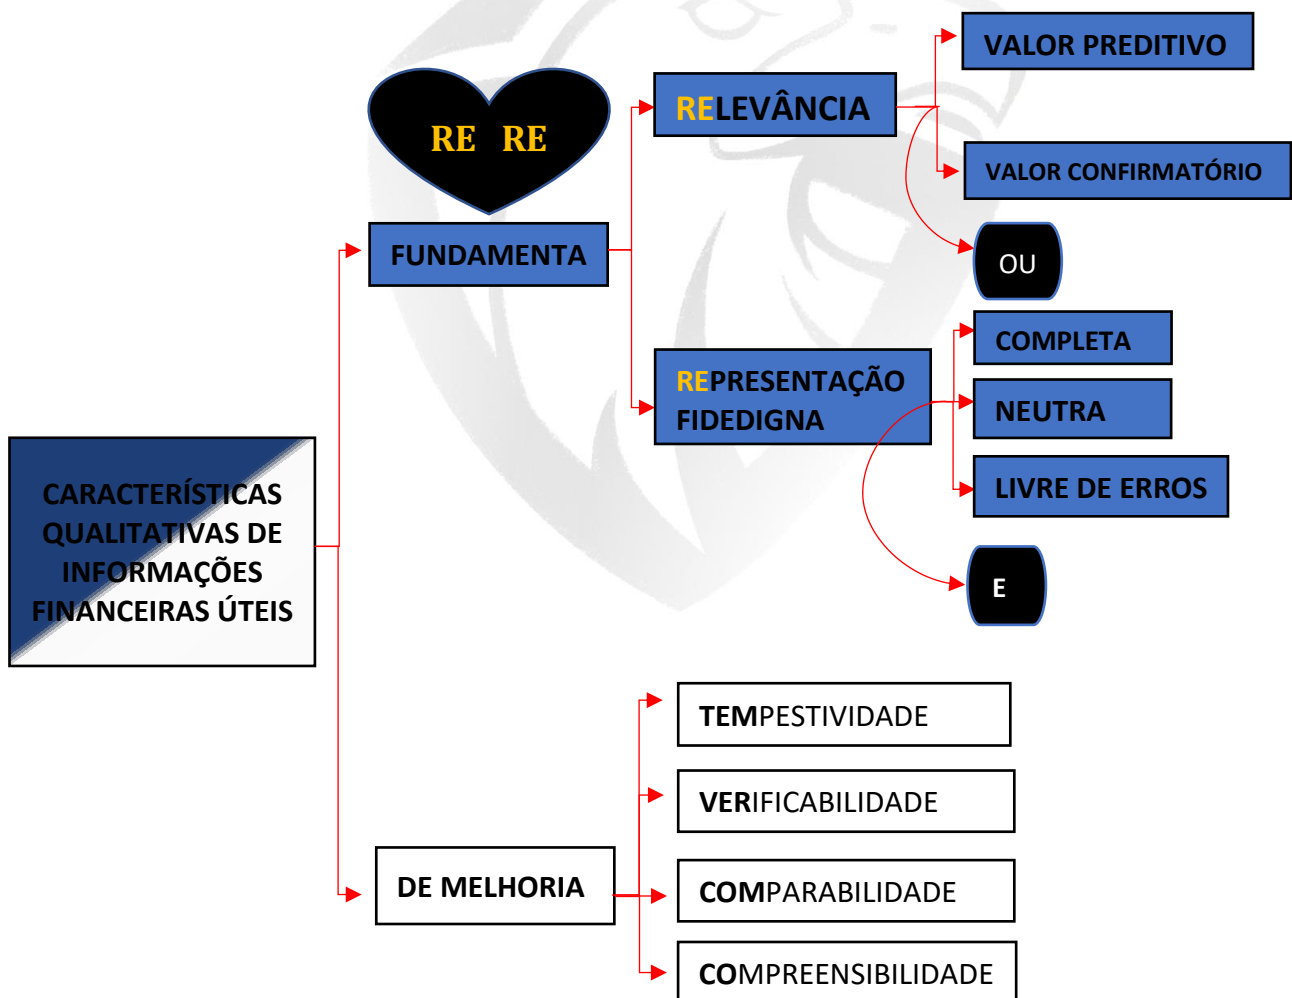 VALOR PREDITIVO
RE RE
RELEVÂNCIA
VALOR CONFIRMATÓRIO
FUNDAMENTA
OU
COMPLETA
REPRESENTAÇÃO
FIDEDIGNA
NEUTRA
LIVRE DE ERROS
CARACTERÍSTICAS
QUALITATIVAS DE
INFORMAÇÕES
FINANCEIRAS ÚTEIS
E
TEMPESTIVIDADE
VERIFICABILIDADE
DE MELHORIA
COMPARABILIDADE
COMPREENSIBILIDADE